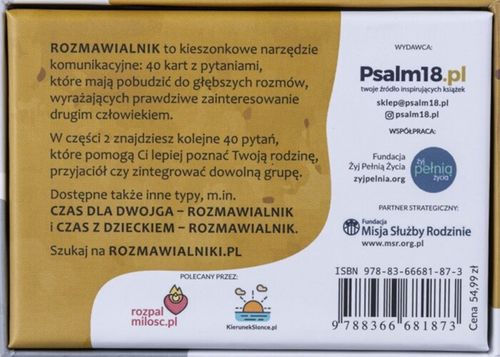 ROZMAWIALNIK to kieszonkowe narzędzie
komunikacyjne: 40 kart z pytaniami,
które mają pobudzić do głębszych rozmów,
wyrażających prawdziwe zainteresowanie
drugim człowiekiem.
W części 2 znajdziesz kolejne 40 pytań,
które pomogą Ci lepiej poznać Twoją rodzinę,
przyjaciół czy zintegrować dowolną grupę.
Dostępne także inne typy, m.in.
CZAS DLA DWOJGA – ROZMAWIALNIK
i CZAS Z DZIECKIEM – ROZMAWIALNIK.
Szukaj na ROZMAWIALNIKI.PL
POLECANY PRZEZ:
rozpal
milosc.pl
KierunekSlonce.pl
WYDAWCA:
Psalm18.pl
twoje źródło inspirujących książek
sklep@psalm18.pl
psalm18.pl
WSPÓŁPRACA:
Fundacja
Żyj Pełnią Życia
zyjpelnia.org
żyj
pełnią
życia
PARTNER STRATEGICZNY:
Fundacja
Misja Służby Rodzinie
www.msr.org.pl
ISBN 978-83-66681-87-3
9 788366 681873
Cena 54,99 zł